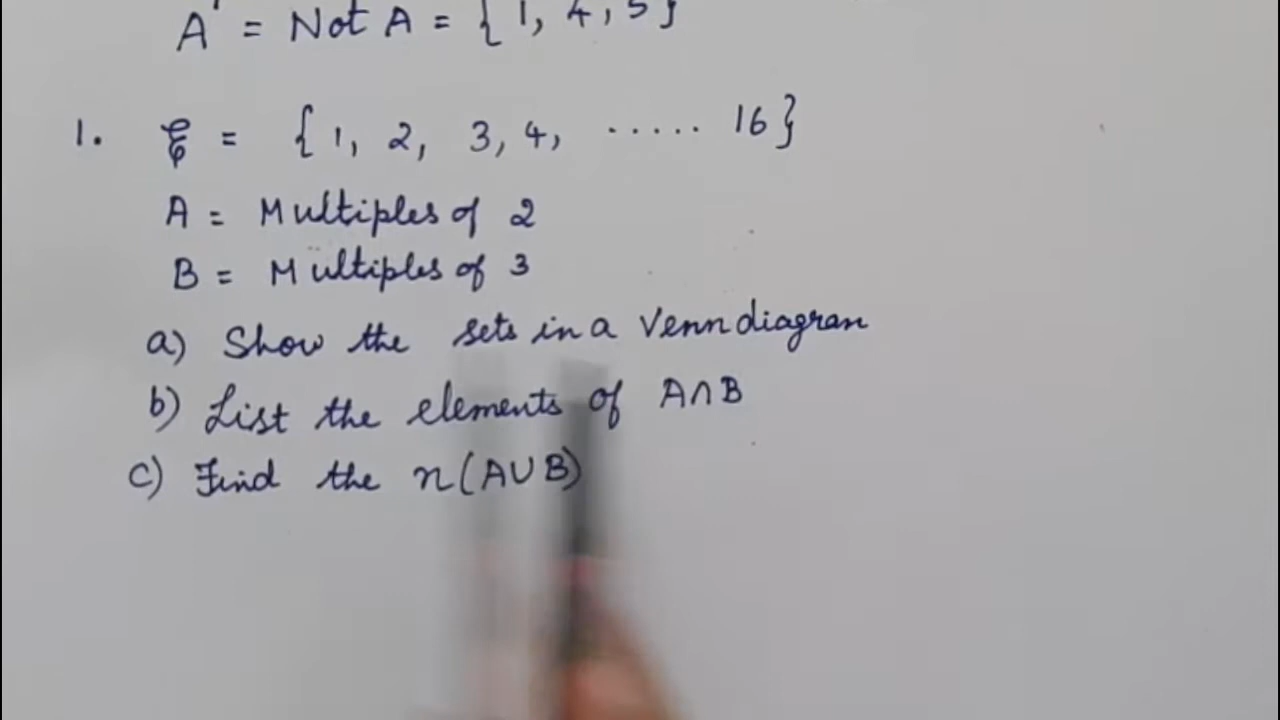 A' = Not A = { 1, 4, 5 }
1. ξ = { 1, 2, 3, 4, ..... 16 }
A = Multiples of 2
B = Multiples of 3
a) Show the sets in a Venn diagram
b) List the elements of A∩B
c) Find the n(A∪B)